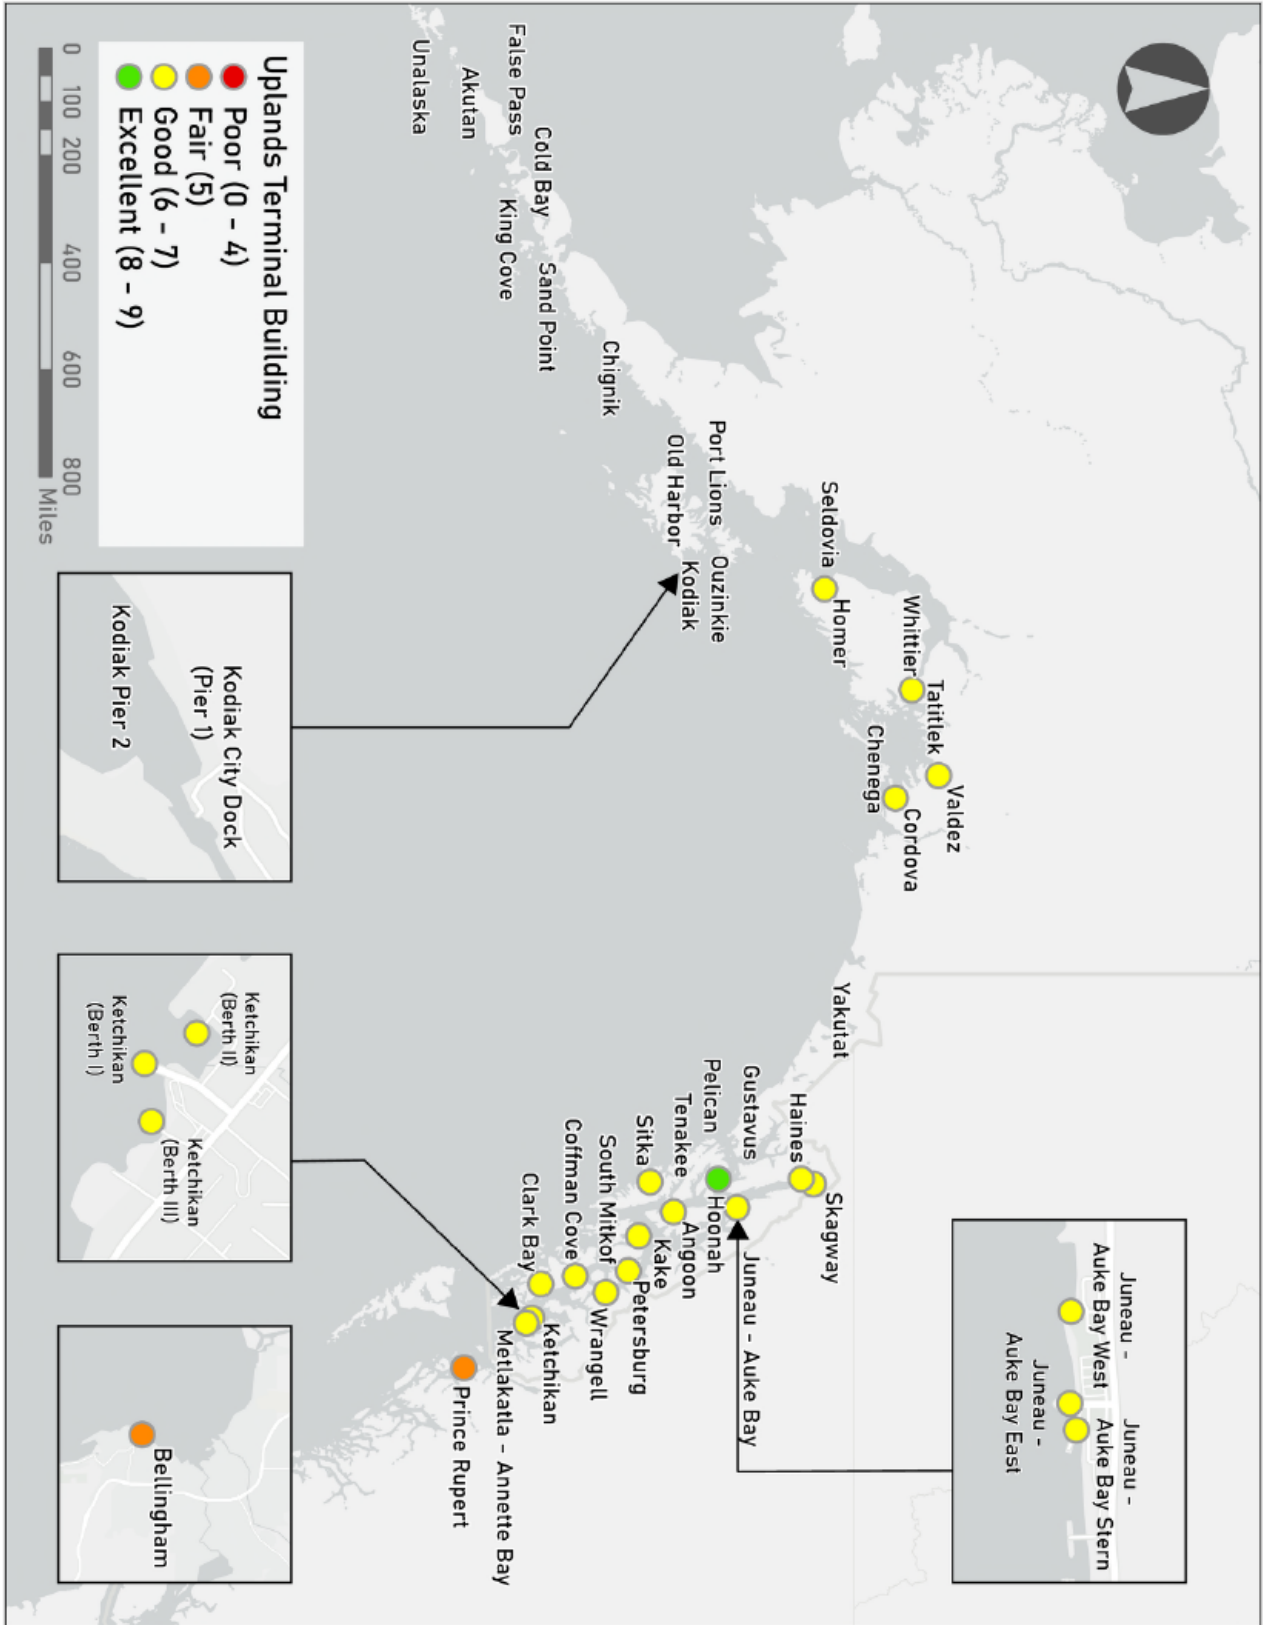 Unalaska
Akutan
False Pass
Cold Bay
King Cove
Sand Point
Chignik
Port Lions
Old Harbor
Ouzinkie
Kodiak
Seldovia
Homer
Whittier
Tatitlek
Chenega
Valdez
Cordova
Yakutat
Haines
Skagway
Gustavus
Pelican
Hoonah
Juneau - Auke Bay
Tenakee
Angoon
Sitka
Kake
South Mitkof
Petersburg
Coffman Cove
Wrangell
Clark Bay
Ketchikan
Metlakatla - Annette Bay
Prince Rupert
Juneau -
Auke Bay West
Juneau -
Auke Bay Stern
Juneau -
Auke Bay East
Uplands Terminal Building
Poor (0 - 4)
Fair (5)
Good (6 - 7)
Excellent (8 - 9)
0 100 200 400 600 800
Miles
Kodiak City Dock
(Pier 1)
Kodiak Pier 2
Ketchikan
(Berth II)
Ketchikan
(Berth I)
Ketchikan
(Berth III)
Bellingham